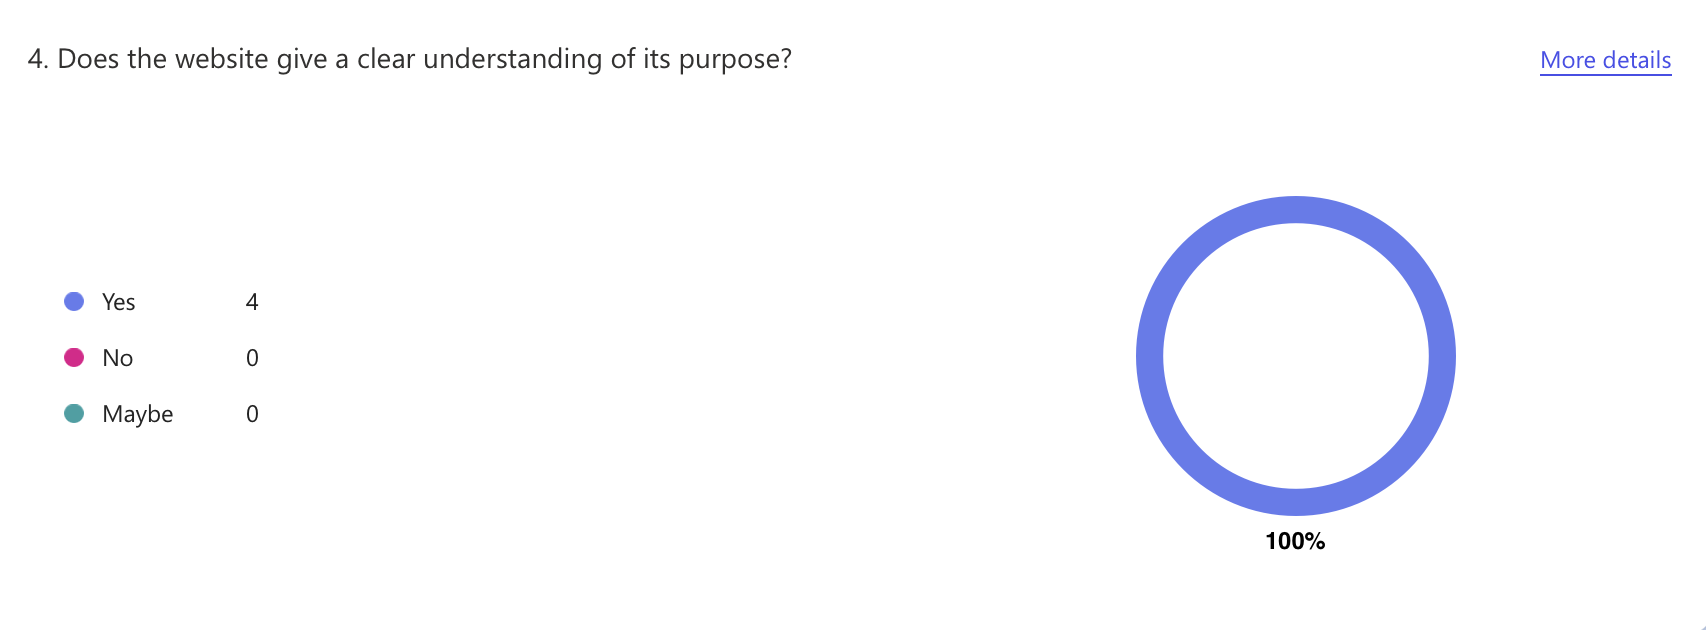 4. Does the website give a clear understanding of its purpose?
More details
Yes 4
No 0
Maybe 0
100%